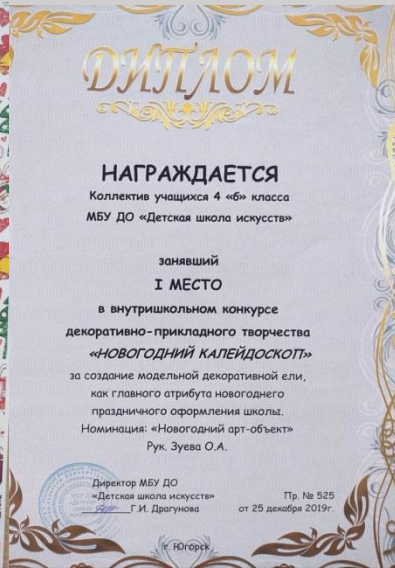 ДИПЛОМ
НАГРАЖДАЕТСЯ
Коллектив учащихся 4 «б» класса
МБУ ДО «Детская школа искусств»
занявший
I МЕСТО
в внутришкольном конкурсе
декоративно-прикладного творчества
«НОВОГОДНИЙ КАЛЕЙДОСКОП»
за создание модельной декоративной ели,
как главного атрибута новогоднего
праздничного оформления школы.
Номинация: «Новогодний арт-объект»
Рук. Зуева О.А.
Директор МБУ ДО
«Детская школа искусств» Пр. № 525
Г.И. Драгунова от 25 декабря 2019г.
г. Югорск